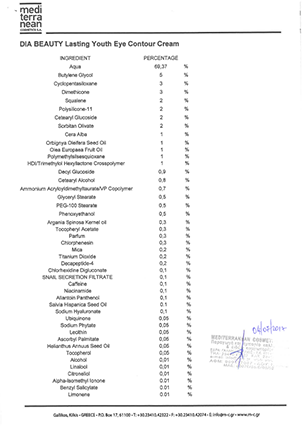 medi
terra
nean
COSMETICS S.A.
DIA BEAUTY Lasting Youth Eye Contour Cream
INGREDIENT PERCENTAGE
Aqua 69,37 %
Butylene Glycol 5 %
Cyclopentasiloxane 3 %
Dimethicone 3 %
Squalene 2 %
Polysilicone-11 2 %
Cetearyl Glucoside 2 %
Sorbitan Olivate 2 %
Cera Alba 1 %
Orbignya Oleifera Seed Oil 1 %
Olea Europaea Fruit Oil 1 %
Polymethylsilsesquioxane 1 %
HDI/Trimethylol Hexyllactone Crosspolymer 1 %
Decyl Glucoside 0,9 %
Cetearyl Alcohol 0,8 %
Ammonium Acryloyldimethyltaurate/VP Copolymer 0,7 %
Glyceryl Stearate 0,5 %
PEG-100 Stearate 0,5 %
Phenoxyethanol 0,5 %
Argania Spinosa Kernel oil 0,3 %
Tocopheryl Acetate 0,3 %
Parfum 0,3 %
Chlorphenesin 0,3 %
Mica 0,2 %
Titanium Dioxide 0,2 %
Decapeptide-4 0,2 %
Chlorhexidine Digluconate 0,1 %
SNAIL SECRETION FILTRATE 0,1 %
Caffeine 0,1 %
Niacinamide 0,1 %
Allantoin Panthenol 0,1 %
Salvia Hispanica Seed Oil 0,1 %
Sodium Hyaluronate 0,1 %
Ubiquinone 0,05 %
Sodium Phytate 0,05 %
Lecithin 0,05 %
Ascorbyl Palmitate 0,05 %
Helianthus Annuus Seed Oil 0,05 %
Tocopherol 0,05 %
Alcohol 0.01 %
Linalool 0.01 %
Citronellol 0.01 %
Alpha-Isomethyl Ionone 0.01 %
Benzyl Salicylate 0.01 %
Limonene 0.01 %
MEDITERRANEAN COSMET
Gallikos, Kilkis - GREECE - P.O. Box 17, 61100 - T: +30.23410.42322 - F: +30.23410.42074 - E: info@m-c.gr - www.m-c.gr